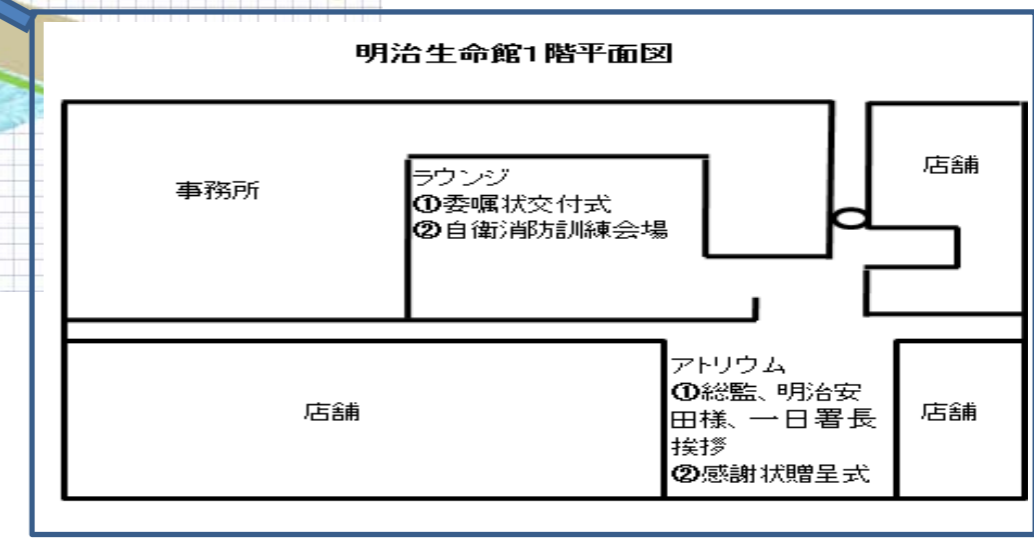 明治生命館1階平面図
事務所
ラウンジ
①委嘱状交付式
②自衛消防訓練会場
店舗
店舗
アトリウム
①総監、明治安
田様、一日署長
挨拶
②感謝状贈呈式
店舗